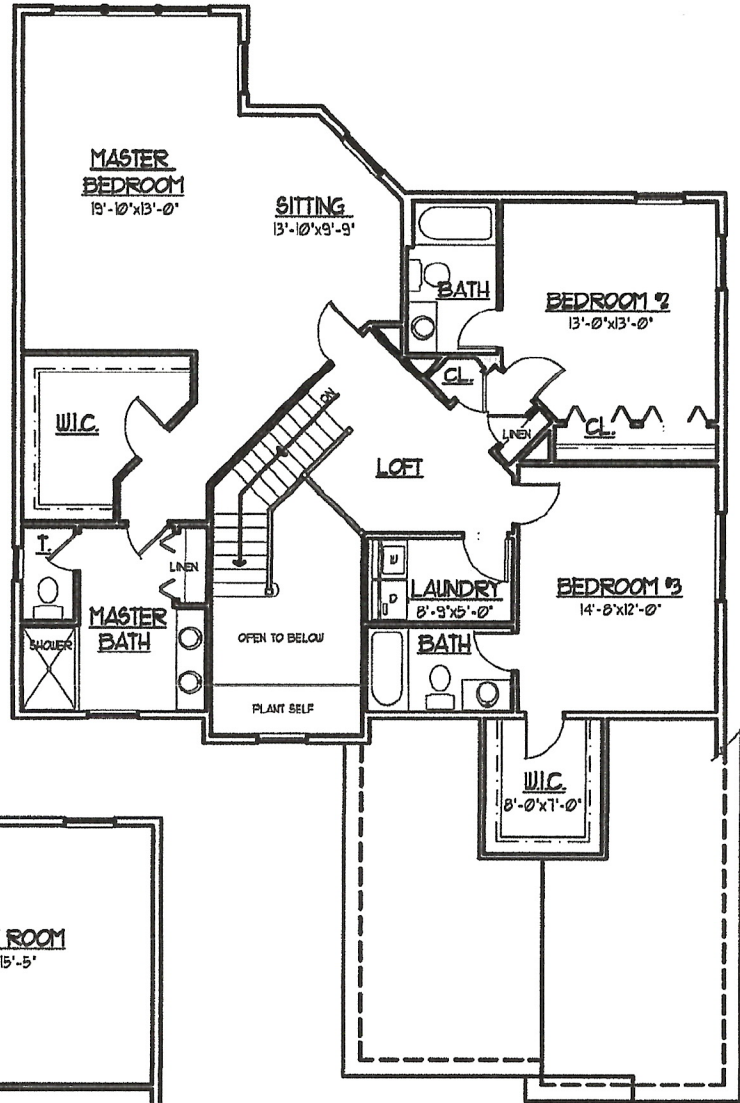 MASTER
BEDROOM
19'-10"x13'-0"
SITTING
13'-10"x9'-9"
BATH
BEDROOM #2
13'-0"x13'-0"
CL.
W.I.C.
DN
LINEN
CL.
LOFT
T.
LINEN
W
D
LAUNDRY
8'-9"x5'-0"
BEDROOM #3
14'-8"x12'-0"
MASTER
BATH
SHOWER
OPEN TO BELOW
BATH
PLANT SELF
W.I.C.
8'-0"x7'-0"
ROOM
15'-5"